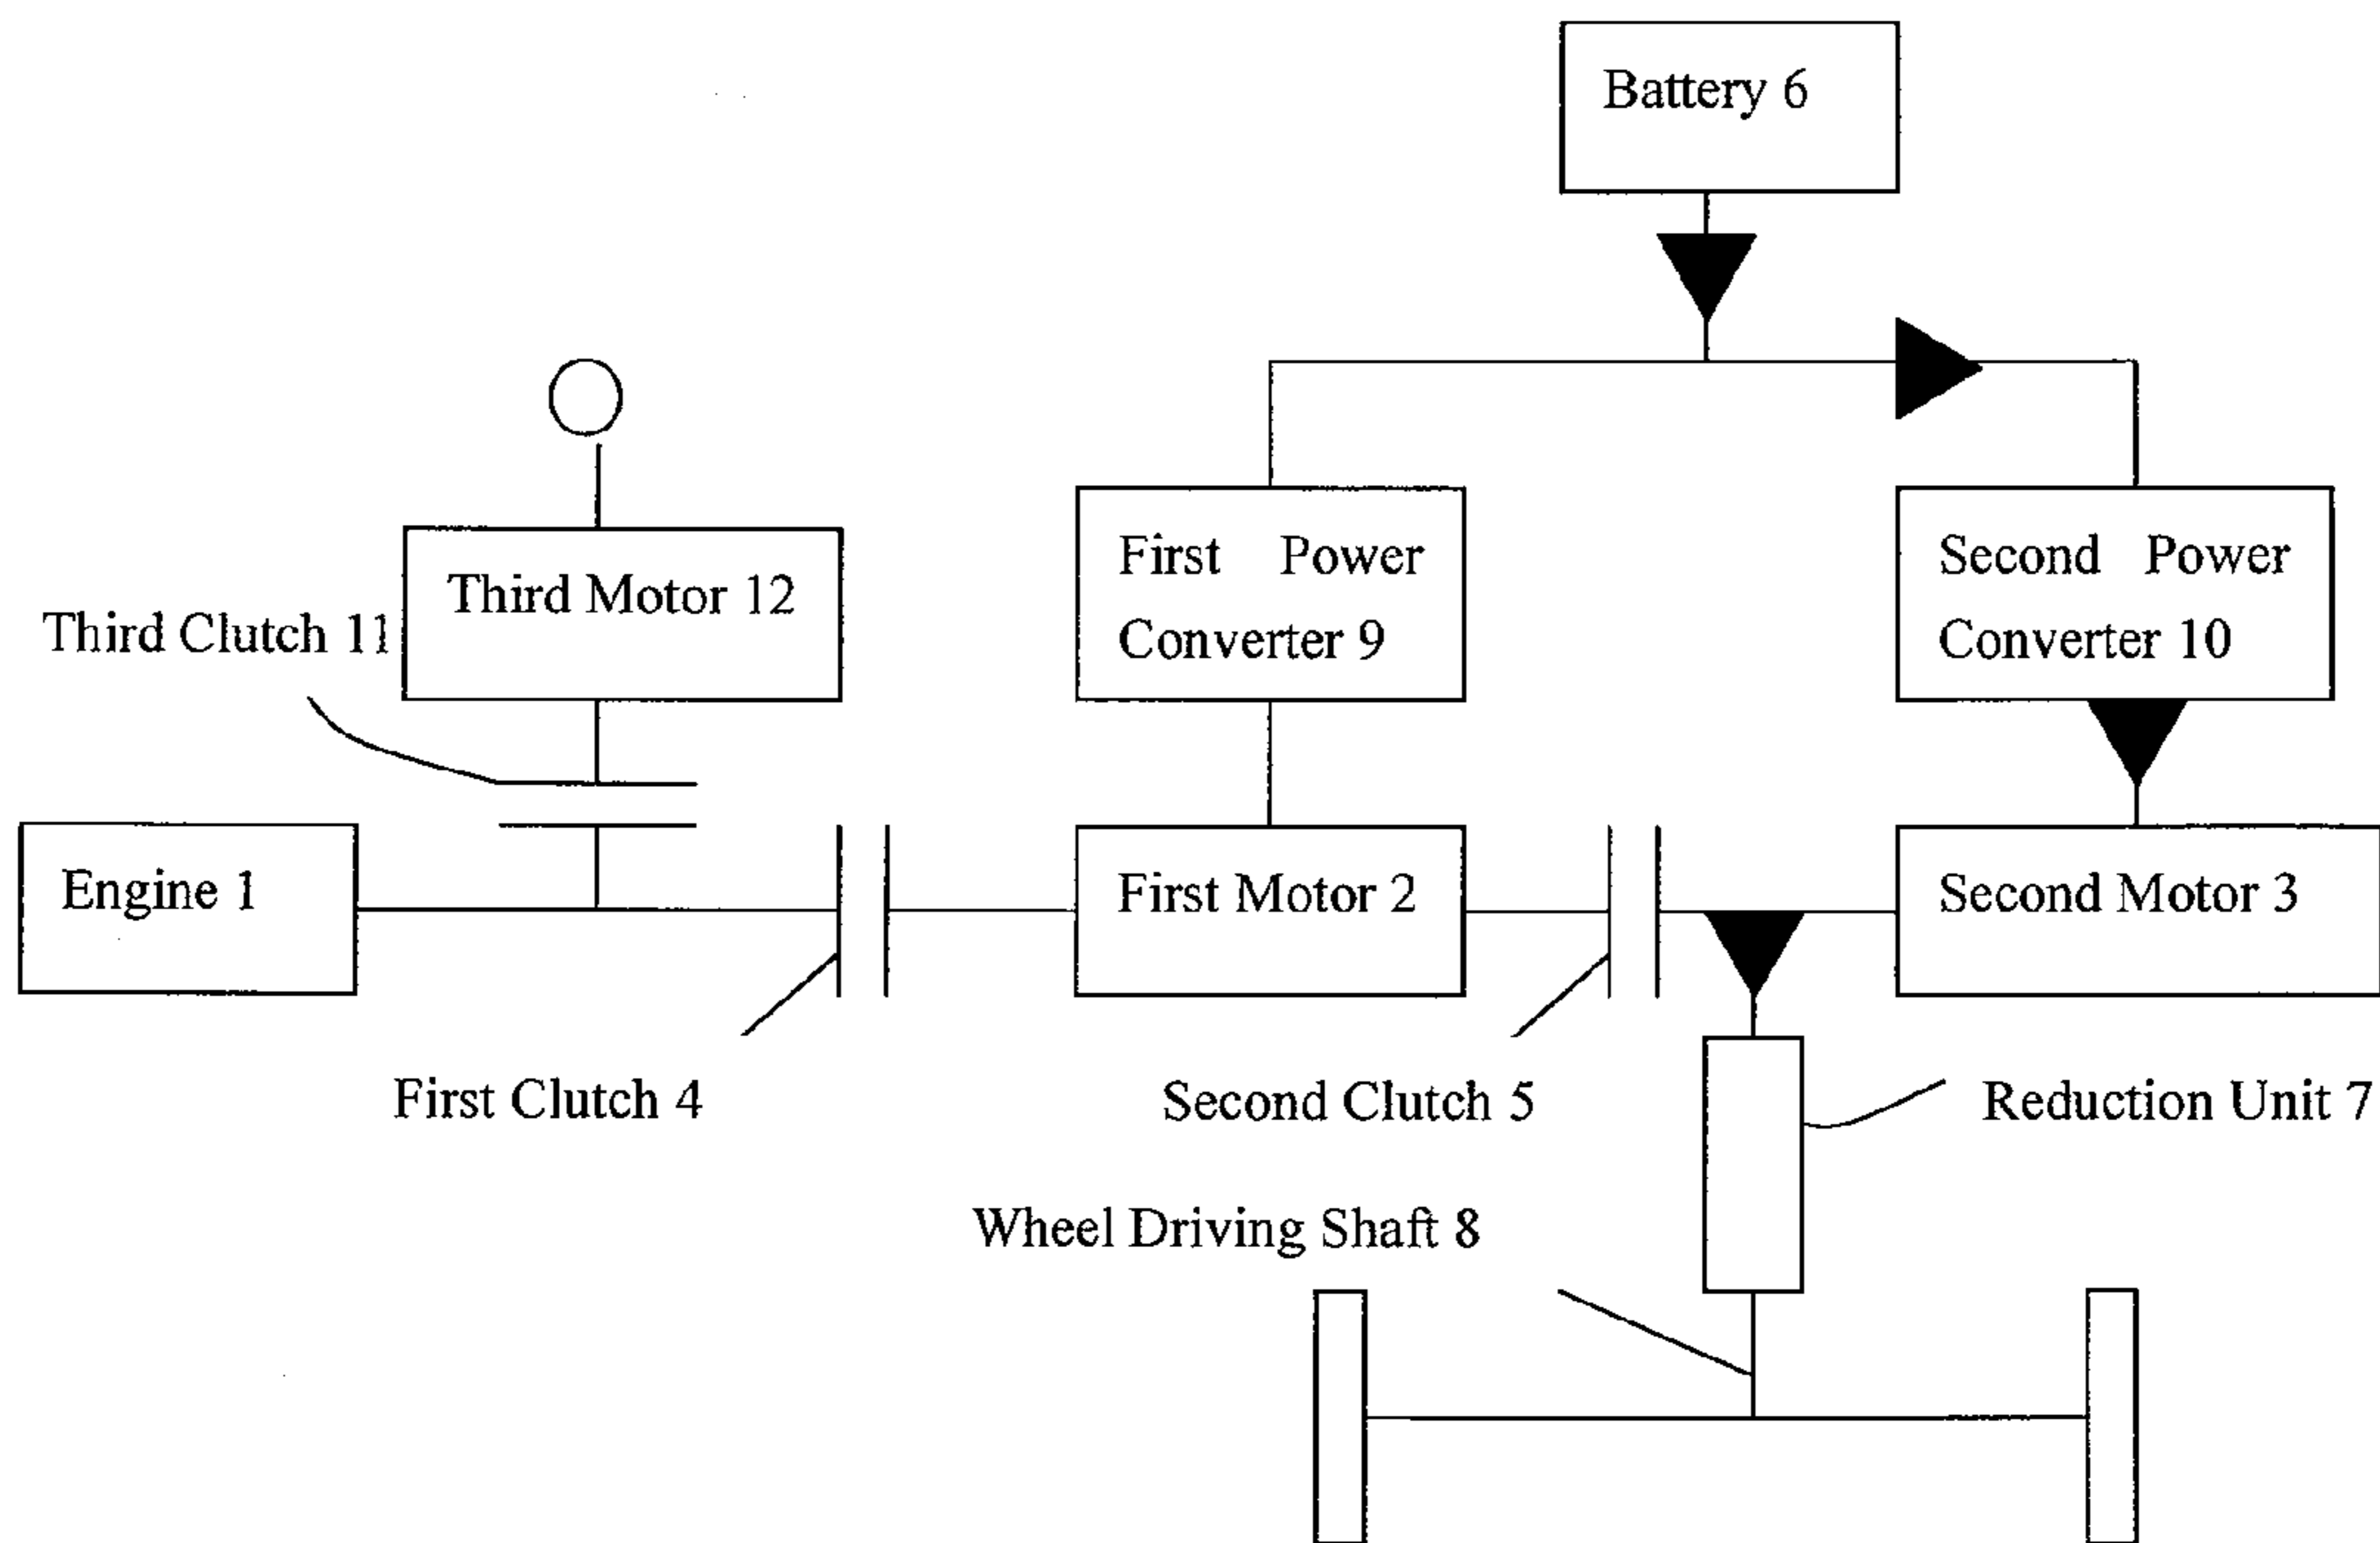 Battery 6
Third Motor 12
Third Clutch 11
First Power
Converter 9
Second Power
Converter 10
Engine 1
First Motor 2
Second Motor 3
First Clutch 4
Second Clutch 5
Reduction Unit 7
Wheel Driving Shaft 8